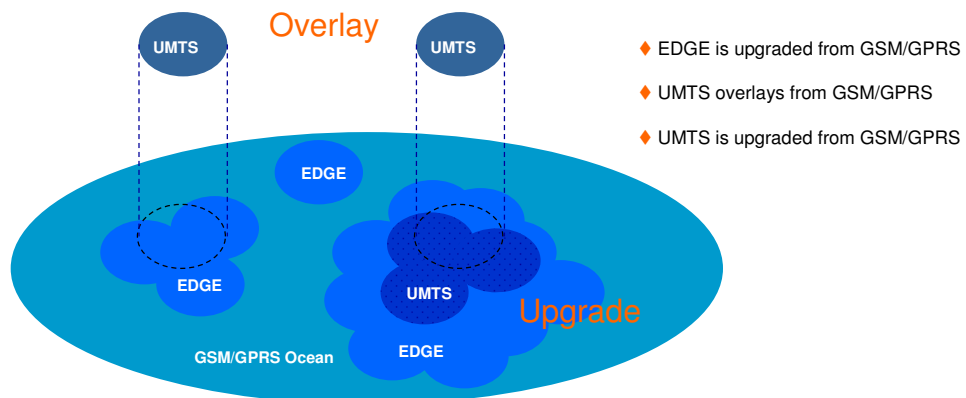 Overlay
UMTS
UMTS
EDGE is upgraded from GSM/GPRS
UMTS overlays from GSM/GPRS
UMTS is upgraded from GSM/GPRS
EDGE
EDGE
UMTS
Upgrade
GSM/GPRS Ocean
EDGE